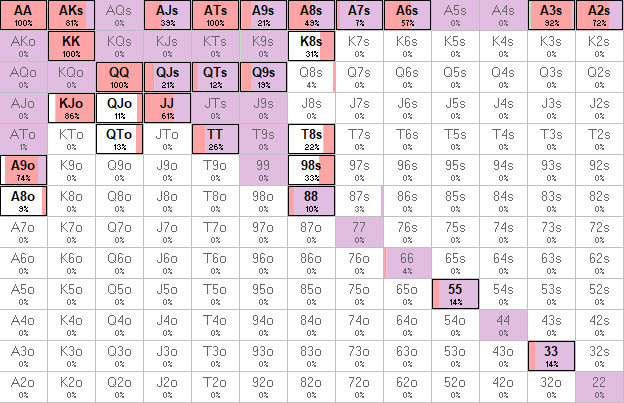 AA AKs AQs AJs ATs A9s A8s A7s A6s A5s A4s A3s A2s
100% 81% 0% 39% 100% 21% 49% 7% 57% 0% 0% 92% 72%
AKo KK KQs KJs KTs K9s K8s K7s K6s K5s K4s K3s K2s
0% 100% 0% 0% 0% 0% 31% 0% 0% 0% 0% 0% 0%
AQo KQo QQ QJs QTs Q9s Q8s Q7s Q6s Q5s Q4s Q3s Q2s
0% 0% 100% 21% 12% 19% 4% 0% 0% 0% 0% 0% 0%
AJo KJo QJo JJ JTs J9s J8s J7s J6s J5s J4s J3s J2s
0% 86% 11% 61% 0% 0% 0% 0% 0% 0% 0% 0% 0%
ATo KTo QTo JTo TT T9s T8s T7s T6s T5s T4s T3s T2s
1% 0% 13% 0% 26% 0% 22% 0% 0% 0% 0% 0% 0%
A9o K9o Q9o J9o T9o 99 98s 97s 96s 95s 94s 93s 92s
74% 0% 0% 0% 0% 0% 33% 0% 0% 0% 0% 0% 0%
A8o K8o Q8o J8o T8o 98o 88 87s 86s 85s 84s 83s 82s
9% 0% 0% 0% 0% 0% 10% 3% 0% 0% 0% 0% 0%
A7o K7o Q7o J7o T7o 97o 87o 77 76s 75s 74s 73s 72s
0% 0% 0% 0% 0% 0% 0% 0% 0% 0% 0% 0% 0%
A6o K6o Q6o J6o T6o 96o 86o 76o 66 65s 64s 63s 62s
0% 0% 0% 0% 0% 0% 0% 0% 4% 0% 0% 0% 0%
A5o K5o Q5o J5o T5o 95o 85o 75o 65o 55 54s 53s 52s
0% 0% 0% 0% 0% 0% 0% 0% 0% 14% 0% 0% 0%
A4o K4o Q4o J4o T4o 94o 84o 74o 64o 54o 44 43s 42s
0% 0% 0% 0% 0% 0% 0% 0% 0% 0% 0% 0% 0%
A3o K3o Q3o J3o T3o 93o 83o 73o 63o 53o 43o 33 32s
0% 0% 0% 0% 0% 0% 0% 0% 0% 0% 0% 14% 0%
A2o K2o Q2o J2o T2o 92o 82o 72o 62o 52o 42o 32o 22
0% 0% 0% 0% 0% 0% 0% 0% 0% 0% 0% 0% 0%